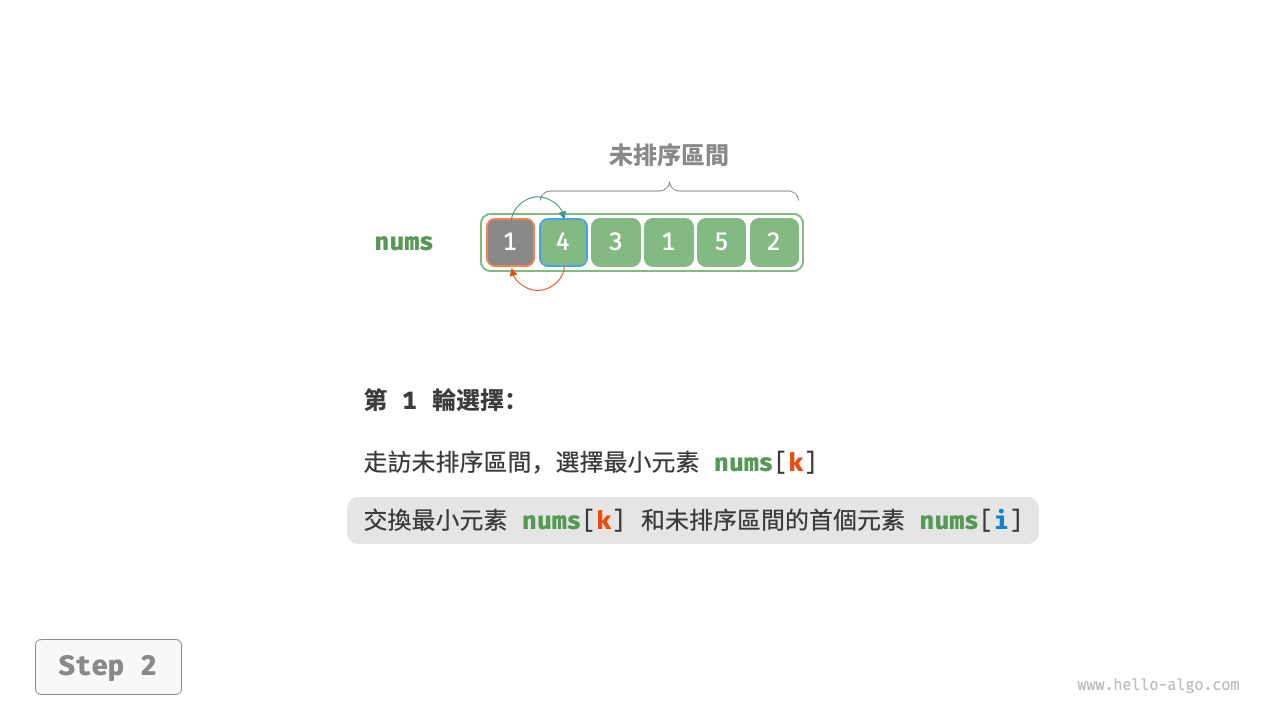 未排序區間
nums 1 4 3 1 5 2
第 1 輪選擇：
走訪未排序區間，選擇最小元素 nums[k]
交換最小元素 nums[k] 和未排序區間的首個元素 nums[i]
Step 2
www.hello-algo.com